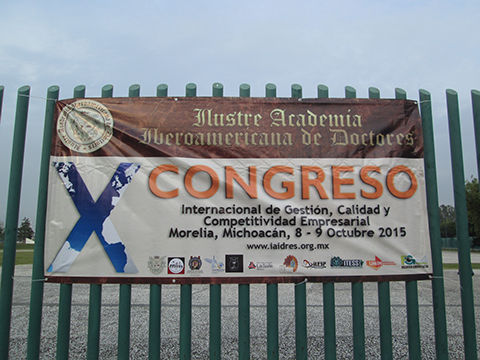 Ilustre Academia
Iberoamericana de Doctores
X CONGRESO
Internacional de Gestión, Calidad y
Competitividad Empresarial
Morelia, Michoacán, 8 - 9 Octubre 2015
www.iaidres.org.mx